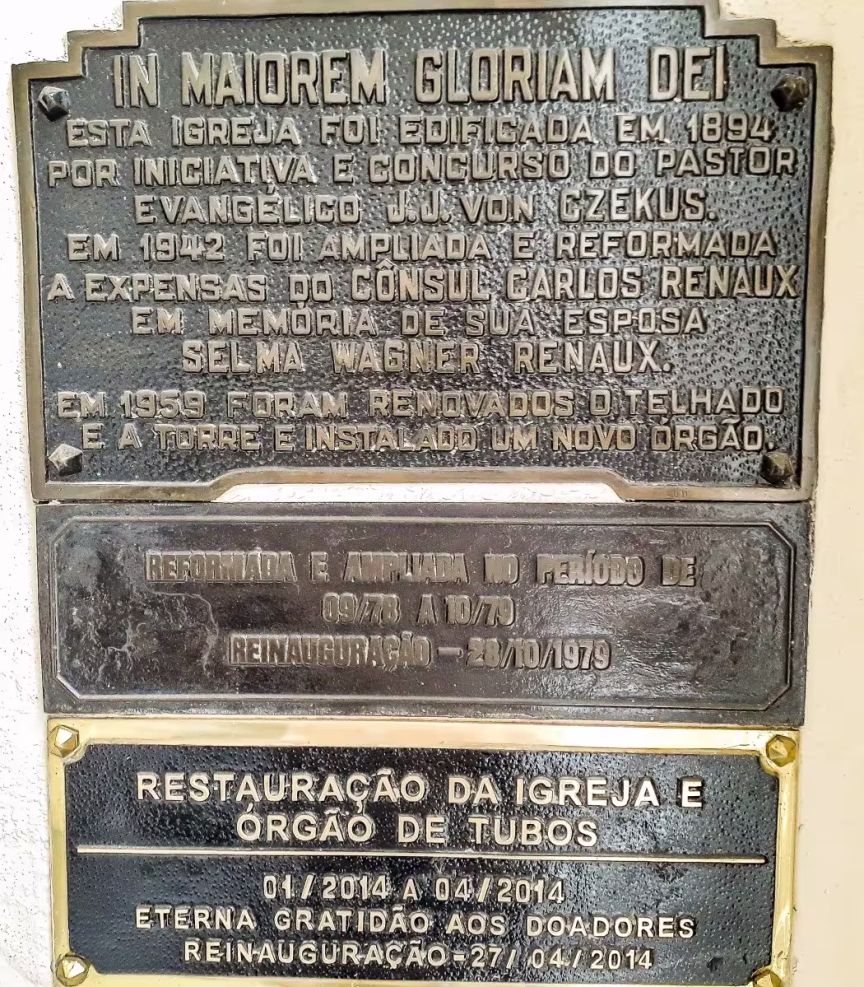 IN MAIOREM GLORIAM DEI
ESTA IGREJA FOI EDIFICADA EM 1894
POR INICIATIVA E CONCURSO DO PASTOR
EVANGÉLICO J.J. VON CZEKUS.
EM 1942 FOI AMPLIADA E REFORMADA
A EXPENSAS DO CÔNSUL CARLOS RENAUX
EM MEMÓRIA DE SUA ESPOSA
SELMA WAGNER RENAUX.
EM 1959 FORAM RENOVADOS O TELHADO
E A TORRE E INSTALADO UM NOVO ÓRGÃO.
REFORMADA E AMPLIADA NO PERÍODO DE
09/78 A 10/79
REINAUGURAÇÃO - 28/10/1979
RESTAURAÇÃO DA IGREJA E
ÓRGÃO DE TUBOS
01/2014 A 04/2014
ETERNA GRATIDÃO AOS DOADORES
REINAUGURAÇÃO-27/04/2014